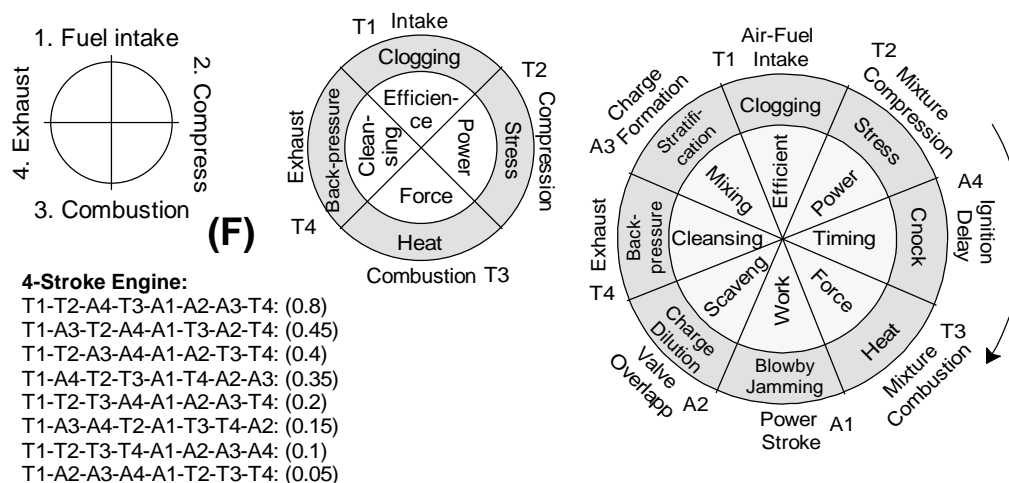 1. Fuel intake
2. Compress
3. Combustion
4. Exhaust
(F)
T1
Intake
T2
Compression
Combustion T3
T4
Exhaust
Clogging
Stress
Heat
Back-pressure
Efficien-
ce
Power
Force
Clean-
sing
T1
Air-Fuel
Intake
T2
Mixture
Compression
A4
Ignition
Delay
T3
Mixture
Combustion
A1
Power
Stroke
A2
Valve
Overlapp
T4
Exhaust
A3
Charge
Formation
Clogging
Stress
Cnock
Heat
Blowby
Jamming
Charge
Dilution
Back-
pressure
Stratifi-
cation
Efficient
Power
Timing
Force
Work
Scaveng
Cleansing
Mixing
4-Stroke Engine:
T1-T2-A4-T3-A1-A2-A3-T4: (0.8)
T1-A3-T2-A4-A1-T3-A2-T4: (0.45)
T1-T2-A3-A4-A1-A2-T3-T4: (0.4)
T1-A4-T2-T3-A1-T4-A2-A3: (0.35)
T1-T2-T3-A4-A1-A2-A3-T4: (0.2)
T1-A3-A4-T2-A1-T3-T4-A2: (0.15)
T1-T2-T3-T4-A1-A2-A3-A4: (0.1)
T1-A2-A3-A4-A1-T2-T3-T4: (0.05)